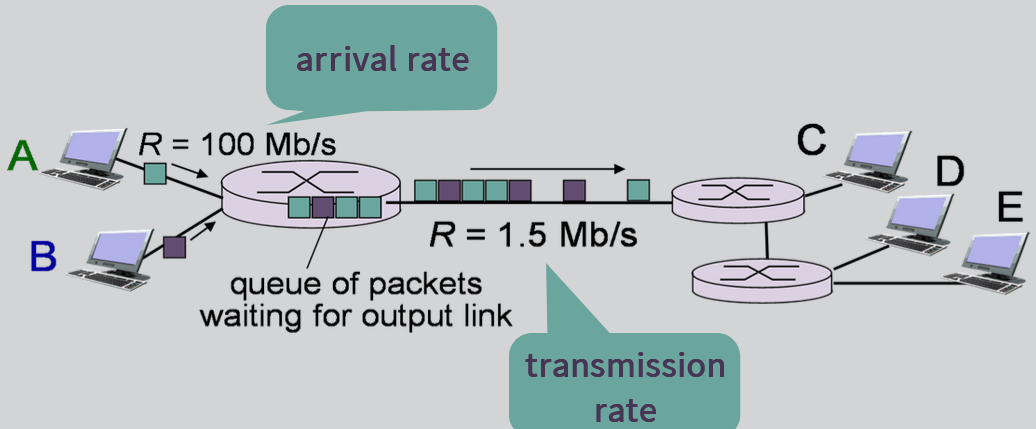 arrival rate
A
R = 100 Mb/s
C
D
E
B
R = 1.5 Mb/s
queue of packets
waiting for output link
transmission
rate